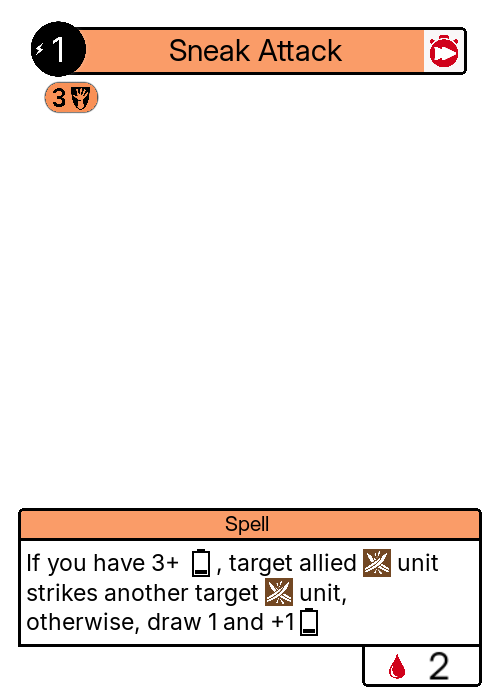 1
Sneak Attack
3
Spell
If you have 3+ , target allied unit
strikes another target unit,
otherwise, draw 1 and +1
2